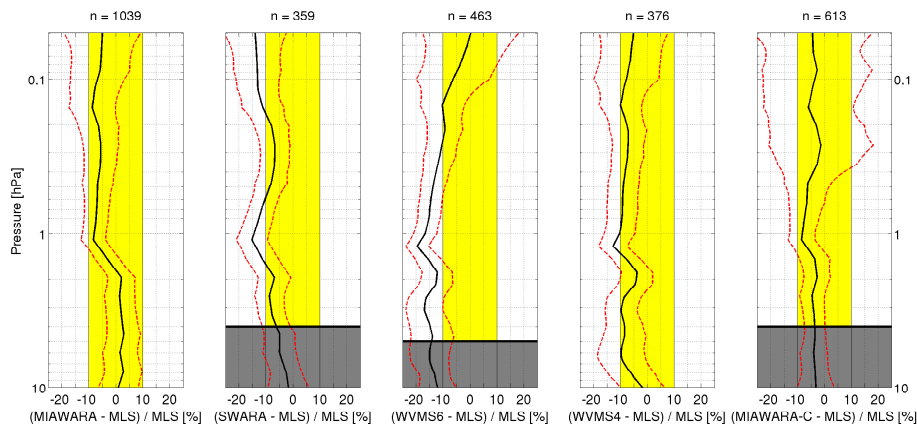 n = 1039
n = 359
n = 463
n = 376
n = 613
0.1
0.1
Pressure [hPa]
1
1
10
10
-20 -10 0 10 20
-20 -10 0 10 20
-20 -10 0 10 20
-20 -10 0 10 20
-20 -10 0 10 20
(MIAWARA - MLS) / MLS [%]
(SWARA - MLS) / MLS [%]
(WVMS6 - MLS) / MLS [%]
(WVMS4 - MLS) / MLS [%]
(MIAWARA-C - MLS) / MLS [%]